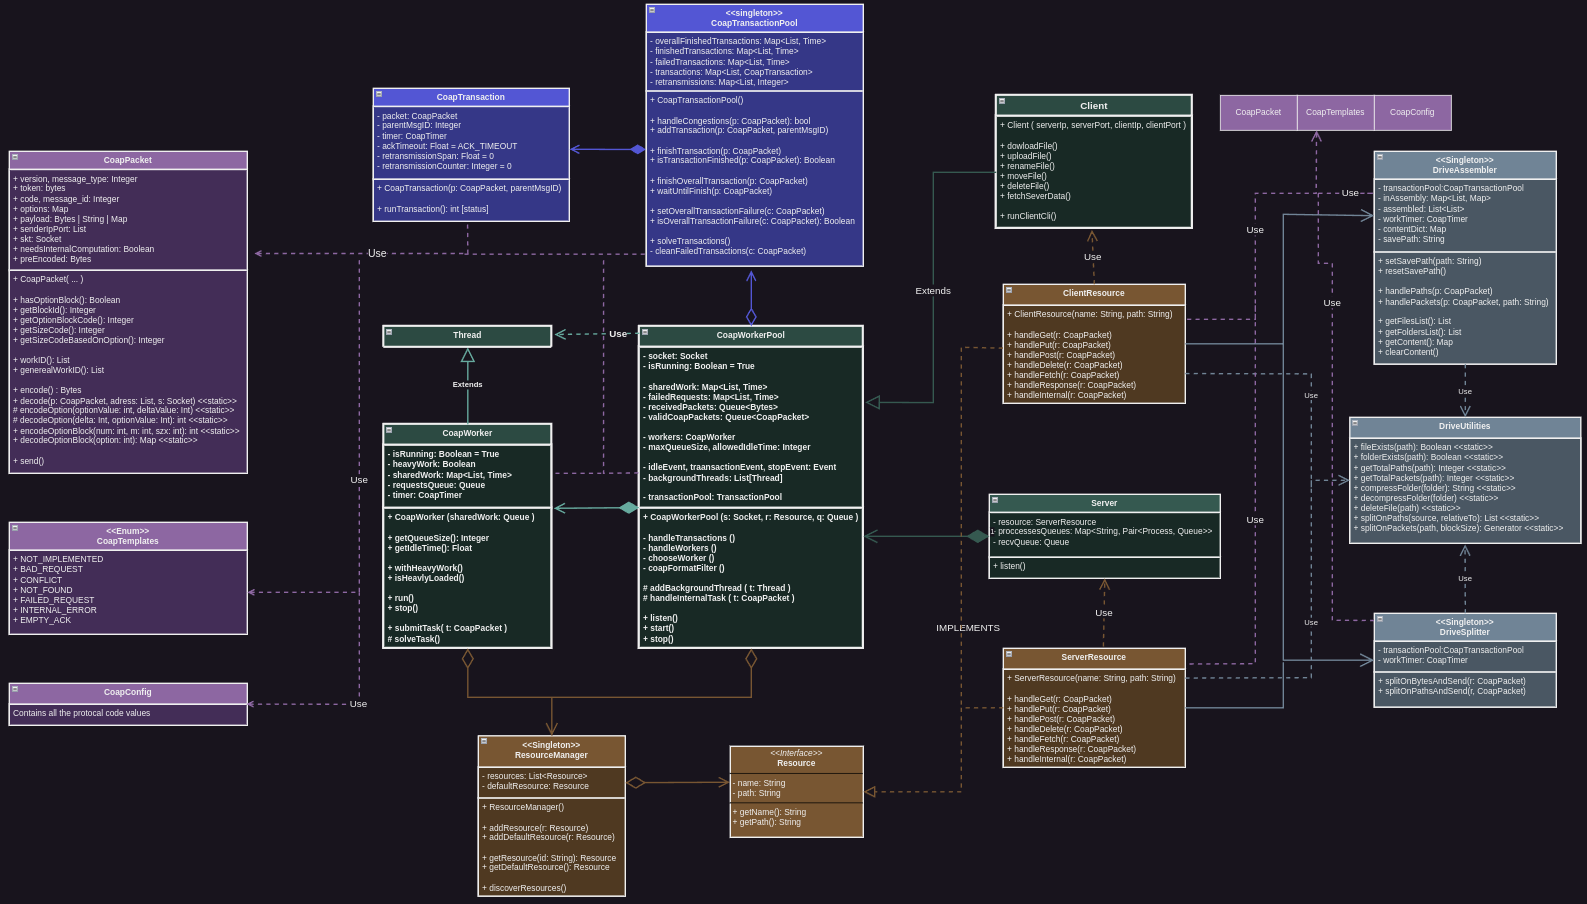 <<singleton>>
CoapTransactionPool
- overallFinishedTransactions: Map<List, Time>
- finishedTransactions: Map<List, Time>
- failedTransactions: Map<List, Time>
- transactions: Map<List, CoapTransaction>
- retransmissions: Map<List, Integer>
+ CoapTransactionPool()
+ handleCongestions(p: CoapPacket): bool
+ addTransaction(p: CoapPacket, parentMsgID)
+ finishTransaction(p: CoapPacket)
+ isTransactionFinished(p: CoapPacket): Boolean
+ finishOverallTransaction(p: CoapPacket)
+ waitUntilFinish(p: CoapPacket)
+ setOverallTransactionFailure(c: CoapPacket)
+ isOverallTransactionFailure(c: CoapPacket): Boolean
+ solveTransactions()
- cleanFailedTransactions(c: CoapPacket)
CoapTransaction
- packet: CoapPacket
- parentMsgID: Integer
- timer: CoapTimer
- ackTimeout: Float = ACK_TIMEOUT
- retransmissionSpan: Float = 0
- retransmissionCounter: Integer = 0
+ CoapTransaction(p: CoapPacket, parentMsgID)
+ runTransaction(): int [status]
CoapPacket
+ version, message_type: Integer
+ token: bytes
+ code, message_id: Integer
+ options: Map
+ payload: Bytes | String | Map
+ senderIpPort: List
+ skt: Socket
+ needsInternalComputation: Boolean
+ preEncoded: Bytes
+ CoapPacket( ... )
+ hasOptionBlock(): Boolean
+ getBlockId(): Integer
+ getOptionBlockCode(): Integer
+ getSizeCode(): Integer
+ getSizeCodeBasedOnOption(): Integer
+ workID(): List
+ generealWorkID(): List
+ encode() : Bytes
+ decode(p: CoapPacket, adress: List, s: Socket) <<static>>
# encodeOption(optionValue: int, deltaValue: Int) <<static>>
# decodeOption(delta: Int, optionValue: Int): int <<static>>
+ encodeOptionBlock(num: int, m: int, szx: int): int <<static>>
+ decodeOptionBlock(option: int): Map <<static>>
+ send()
Use
Use
Use
<<Enum>>
CoapTemplates
+ NOT_IMPLEMENTED
+ BAD_REQUEST
+ CONFLICT
+ NOT_FOUND
+ FAILED_REQUEST
+ INTERNAL_ERROR
+ EMPTY_ACK
CoapConfig
Contains all the protocal code values
Thread
Use
Extends
CoapWorker
- isRunning: Boolean = True
- heavyWork: Boolean
- sharedWork: Map<List, Time>
- requestsQueue: Queue
- timer: CoapTimer
+ CoapWorker (sharedWork: Queue )
+ getQueueSize(): Integer
+ getIdleTime(): Float
+ withHeavyWork()
+ isHeavlyLoaded()
+ run()
+ stop()
+ submitTask( t: CoapPacket )
# solveTask()
CoapWorkerPool
- socket: Socket
- isRunning: Boolean = True
- sharedWork: Map<List, Time>
- failedRequests: Map<List, Time>
- receivedPackets: Queue<Bytes>
- validCoapPackets: Queue<CoapPacket>
- workers: CoapWorker
- maxQueueSize, allowedIdleTime: Integer
- idleEvent, traansactionEvent, stopEvent: Event
- backgroundThreads: List[Thread]
- transactionPool: TransactionPool
+ CoapWorkerPool (s: Socket, r: Resource, q: Queue )
- handleTransactions ()
- handleWorkers ()
- chooseWorker ()
- coapFormatFilter ()
# addBackgroundThread ( t: Thread )
# handleInternalTask ( t: CoapPacket )
+ listen()
+ start()
+ stop()
<<Singleton>>
ResourceManager
- resources: List<Resource>
- defaultResource: Resource
+ ResourceManager()
+ addResource(r: Resource)
+ addDefaultResource(r: Resource)
+ getResource(id: String): Resource
+ getDefaultResource(): Resource
+ discoverResources()
<<Interface>>
Resource
- name: String
- path: String
+ getName(): String
+ getPath(): String
Client
+ Client ( serverIp, serverPort, clientIp, clientPort )
+ dowloadFile()
+ uploadFile()
+ renameFile()
+ moveFile()
+ deleteFile()
+ fetchSeverData()
+ runClientCli()
Extends
Use
ClientResource
+ ClientResource(name: String, path: String)
+ handleGet(r: CoapPacket)
+ handlePut(r: CoapPacket)
+ handlePost(r: CoapPacket)
+ handleDelete(r: CoapPacket)
+ handleFetch(r: CoapPacket)
+ handleResponse(r: CoapPacket)
+ handleInternal(r: CoapPacket)
Server
- resource: ServerResource
1- proccessesQueues: Map<String, Pair<Process, Queue>>
- recvQueue: Queue
+ listen()
Use
IMPLEMENTS
ServerResource
+ ServerResource(name: String, path: String)
+ handleGet(r: CoapPacket)
+ handlePut(r: CoapPacket)
+ handlePost(r: CoapPacket)
+ handleDelete(r: CoapPacket)
+ handleFetch(r: CoapPacket)
+ handleResponse(r: CoapPacket)
+ handleInternal(r: CoapPacket)
CoapPacket
CoapTemplates
CoapConfig
Use
Use
Use
Use
Use
Use
<<Singleton>>
DriveAssembler
- transactionPool:CoapTransactionPool
- inAssembly: Map<List, Map>
- assembled: List<List>
- workTimer: CoapTimer
- contentDict: Map
- savePath: String
+ setSavePath(path: String)
+ resetSavePath()
+ handlePaths(p: CoapPacket)
+ handlePackets(p: CoapPacket, path: String)
+ getFilesList(): List
+ getFoldersList(): List
+ getContent(): Map
+ clearContent()
Use
DriveUtilities
+ fileExists(path): Boolean <<static>>
+ folderExists(path): Boolean <<static>>
+ getTotalPaths(path): Integer <<static>>
+ getTotalPackets(path): Integer <<static>>
+ compressFolder(folder): String <<static>>
+ decompressFolder(folder) <<static>>
+ deleteFile(path) <<static>>
+ splitOnPaths(source, relativeTo): List <<static>>
+ splitOnPackets(path, blockSize): Generator <<static>>
Use
<<Singleton>>
DriveSplitter
- transactionPool:CoapTransactionPool
- workTimer: CoapTimer
+ splitOnBytesAndSend(r: CoapPacket)
+ splitOnPathsAndSend(r, CoapPacket)